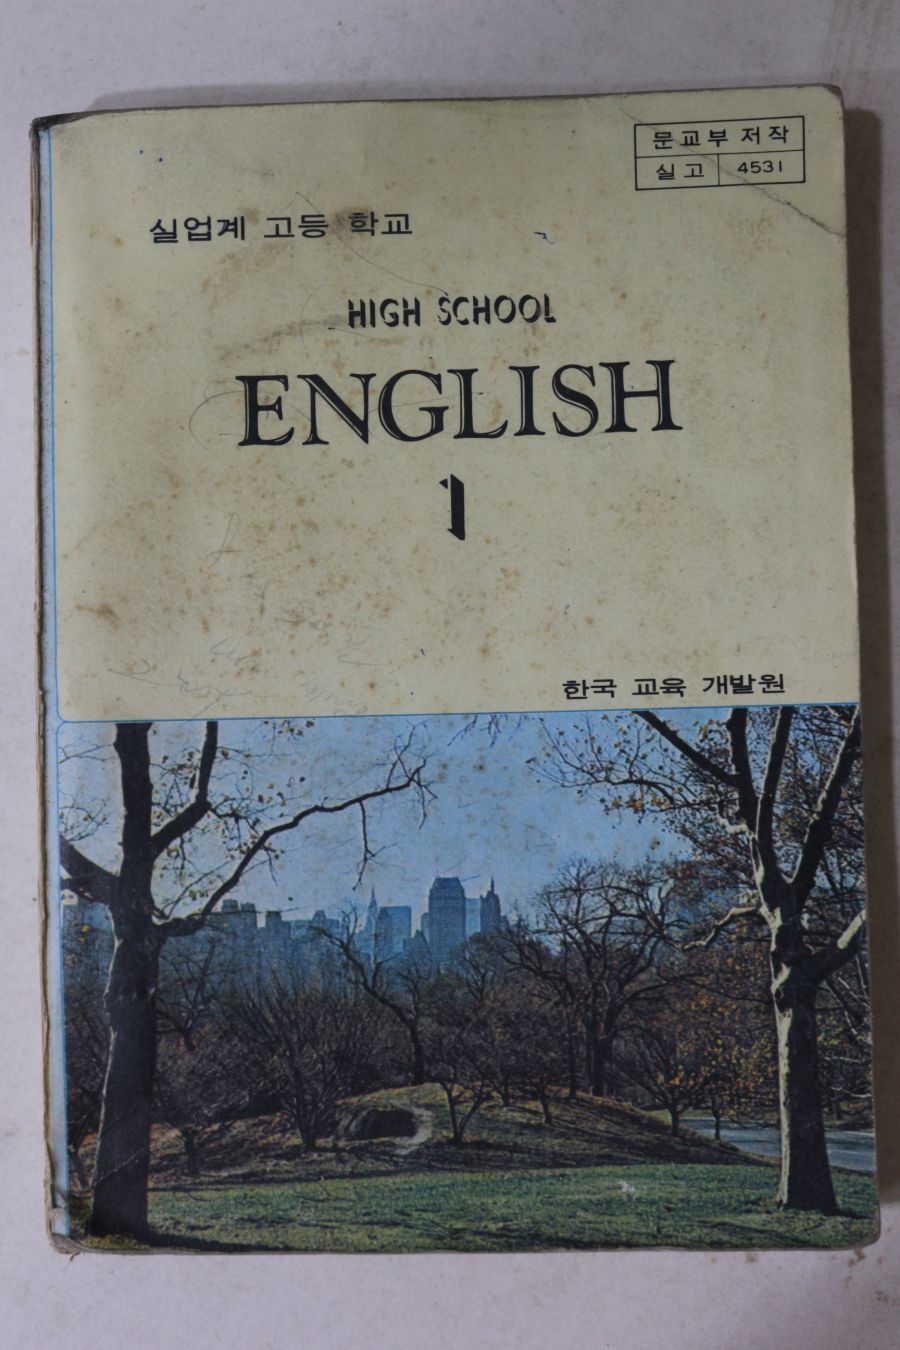 문교부 저작
실고 4531
실업계 고등 학교
HIGH SCHOOL
ENGLISH
1
한국 교육 개발원